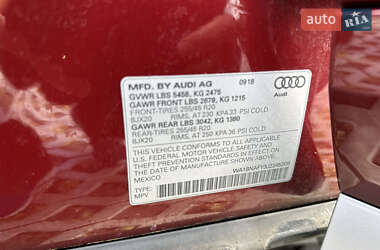 auto
RIA
MFD. BY AUDI AG 0918
GVWR LBS 5456, KG 2475
GAWR FRONT LBS 2679, KG 1215
FRONT-TIRES 255/45 R20
8JX20 RIMS, AT 230 KPA/33 PSI COLD.
GAWR REAR LBS 3042, KG 1380
REAR-TIRES 255/45 R20
8JX20 RIMS, AT 250 KPA 36 PSI COLD.
Audi
THIS VEHICLE CONFORMS TO ALL APPLICABLE
U.S. FEDERAL MOTOR VEHICLE SAFETY, BUMPER AND
THEFT PREVENTION STANDARDS IN EFFECT ON THE
DATE OF MANUFACTURE SHOWN ABOVE.
MEXICO
TYPE:
MPV